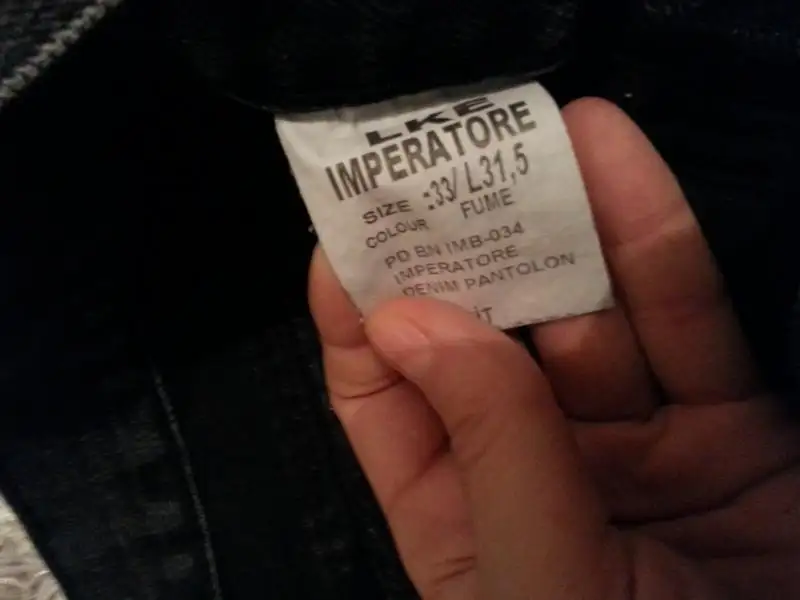 LKE
IMPERATORE
SIZE :33/ L31,5
COLOUR FUME
PD BN IMB-034
IMPERATORE
DENIM PANTOLON